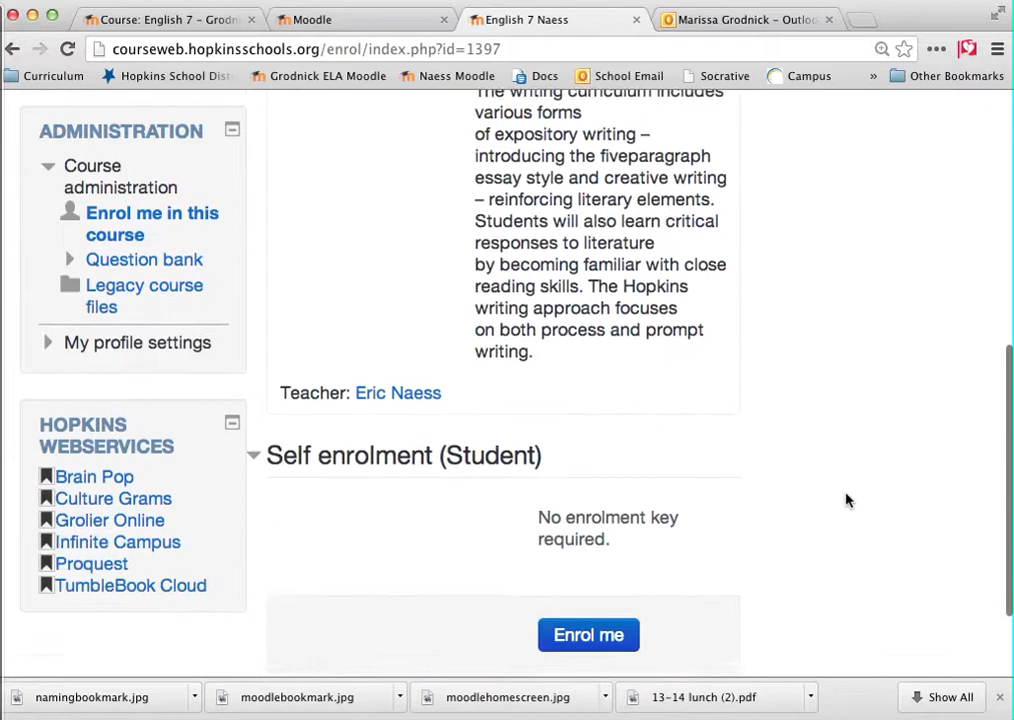 Course: English 7 - Grodn
Moodle
English 7 Naess
Marissa Grodnick - Outloo
courseweb.hopkinsschools.org/enrol/index.php?id=1397
Curriculum
Hopkins School Dist
Grodnick ELA Moodle
Naess Moodle
Docs
School Email
Socrative
Campus
»
Other Bookmarks
ADMINISTRATION
Course
administration
Enrol me in this
course
Question bank
Legacy course
files
My profile settings
HOPKINS
WEBSERVICES
Brain Pop
Culture Grams
Grolier Online
Infinite Campus
Proquest
TumbleBook Cloud
The writing curriculum includes
various forms
of expository writing –
introducing the fiveparagraph
essay style and creative writing
– reinforcing literary elements.
Students will also learn critical
responses to literature
by becoming familiar with close
reading skills. The Hopkins
writing approach focuses
on both process and prompt
writing.
Teacher: Eric Naess
Self enrolment (Student)
No enrolment key
required.
Enrol me
namingbookmark.jpg
moodlebookmark.jpg
moodlehomescreen.jpg
13-14 lunch (2).pdf
Show All